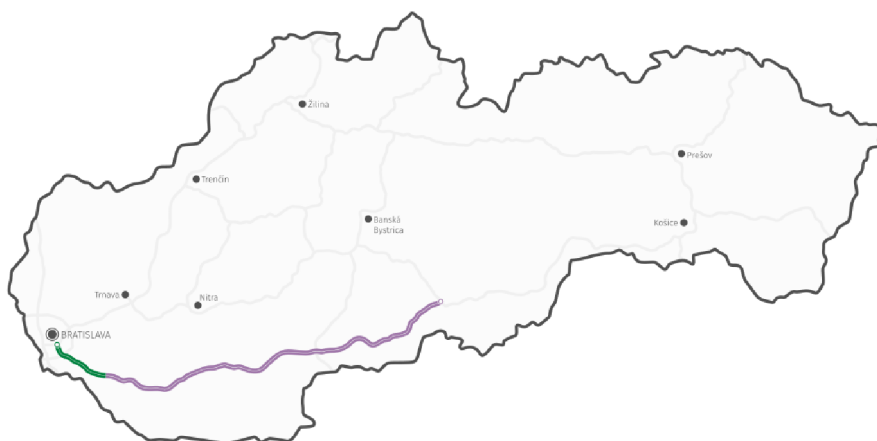 Žilina
Prešov
Trenčín
Banská
Bystrica
Košice
Trnava
Nitra
BRATISLAVA